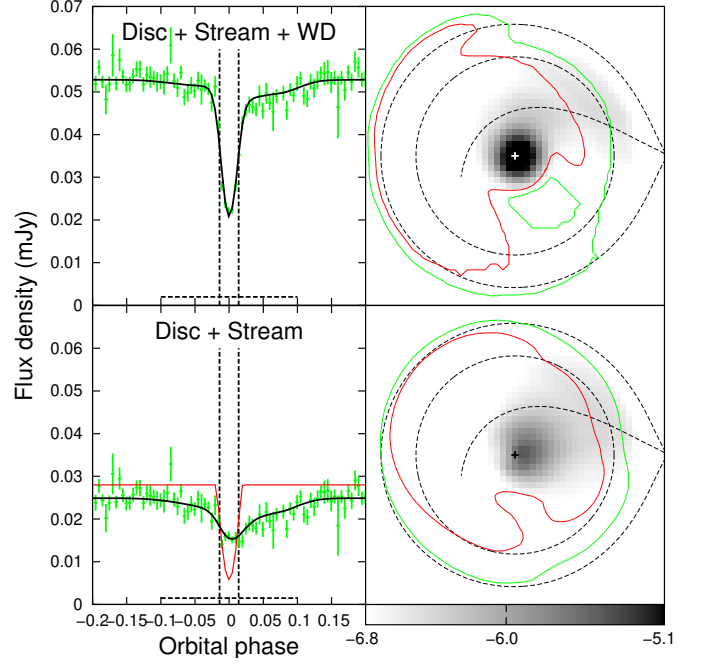 0.07
0.06
0.05
0.04
0.03
0.02
0.01
0
Disc + Stream + WD
Flux density (mJy)
0.06
0.05
0.04
0.03
0.02
0.01
0
Disc + Stream
-0.2 -0.15 -0.1 -0.05 0 0.05 0.1 0.15
Orbital phase
−6.8 −6.0 −5.1